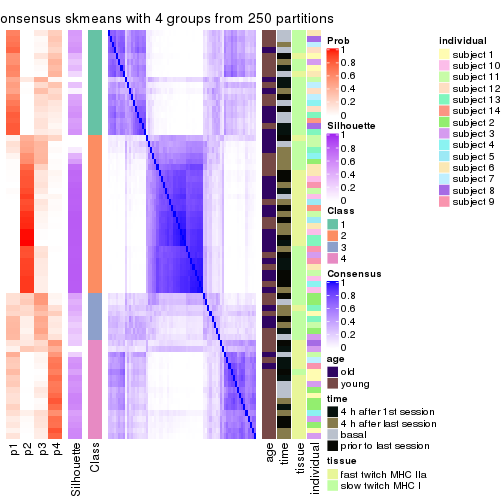 onsensus skmeans with 4 groups from 250 partitions
Prob
1
0.8
0.6
0.4
0.2
0
Silhouette
1
0.8
0.6
0.4
0.2
0
Class
1
2
3
4
Consensus
1
0.8
0.6
0.4
0.2
0
age
old
young
time
4 h after 1st session
4 h after last session
basal
prior to last session
tissue
fast twitch MHC IIa
slow twitch MHC I
individual
subject 1
subject 10
subject 11
subject 12
subject 13
subject 14
subject 2
subject 3
subject 4
subject 5
subject 6
subject 7
subject 8
subject 9
p1
p2
p3
p4
Silhouette
Class
age
time
tissue
individual